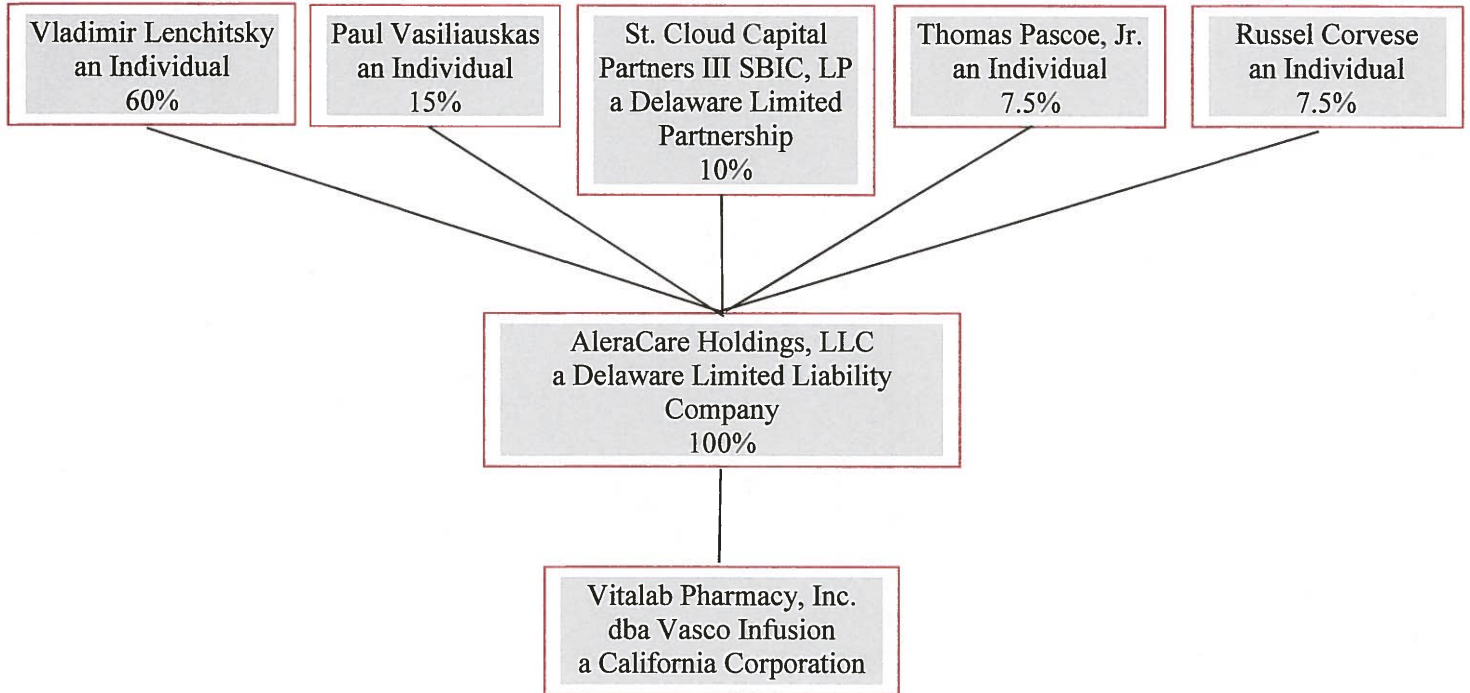 Vladimir Lenchitsky
an Individual
60%
Paul Vasiliauskas
an Individual
15%
St. Cloud Capital
Partners III SBIC, LP
a Delaware Limited
Partnership
10%
Thomas Pascoe, Jr.
an Individual
7.5%
Russel Corvese
an Individual
7.5%
AleraCare Holdings, LLC
a Delaware Limited Liability
Company
100%
Vitalab Pharmacy, Inc.
dba Vasco Infusion
a California Corporation